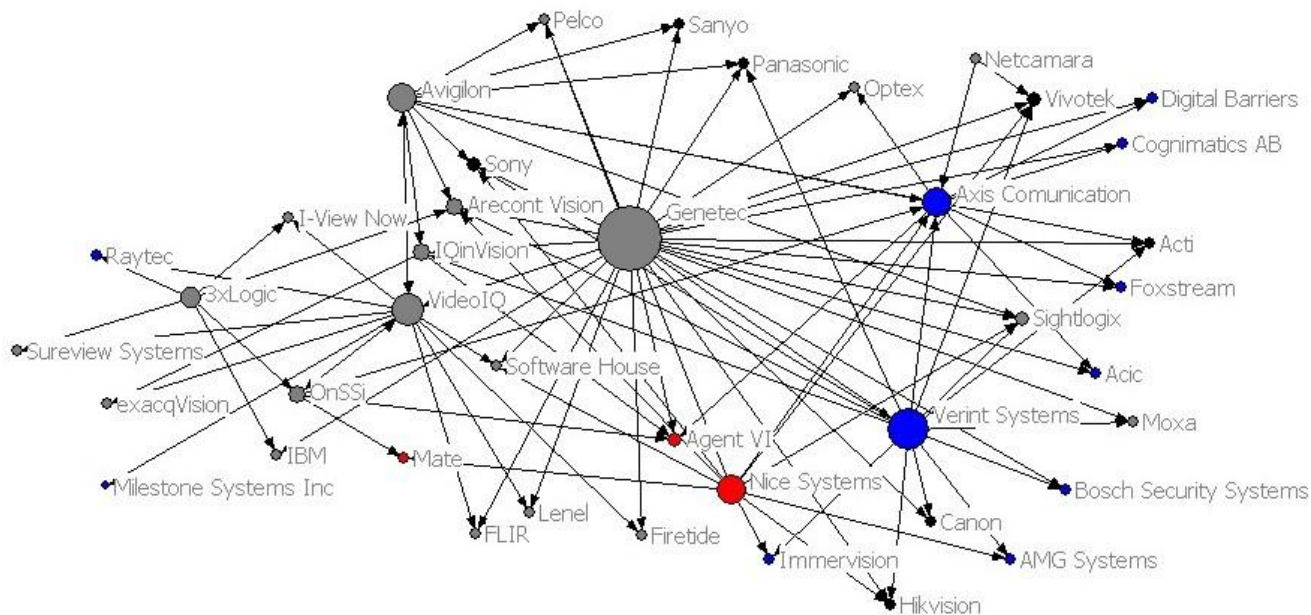 Pelco
Sanyo
Panasonic
Netcamara
Avigilon
Optex
Vivotek
Digital Barriers
Cognimatics AB
Sony
Axis Comunication
Arecont Vision
Genetec
I-View Now
Acti
IQinVision
Raytec
Foxstream
3xLogic
VideoIQ
Sightlogix
Sureview Systems
Software House
Acic
OnSSi
exacqVision
Verint Systems
Moxa
Agent VI
IBM
Mate
Nice Systems
Milestone Systems Inc
Bosch Security Systems
Lenel
Canon
FLIR
Firetide
Immervision
AMG Systems
Hikvision